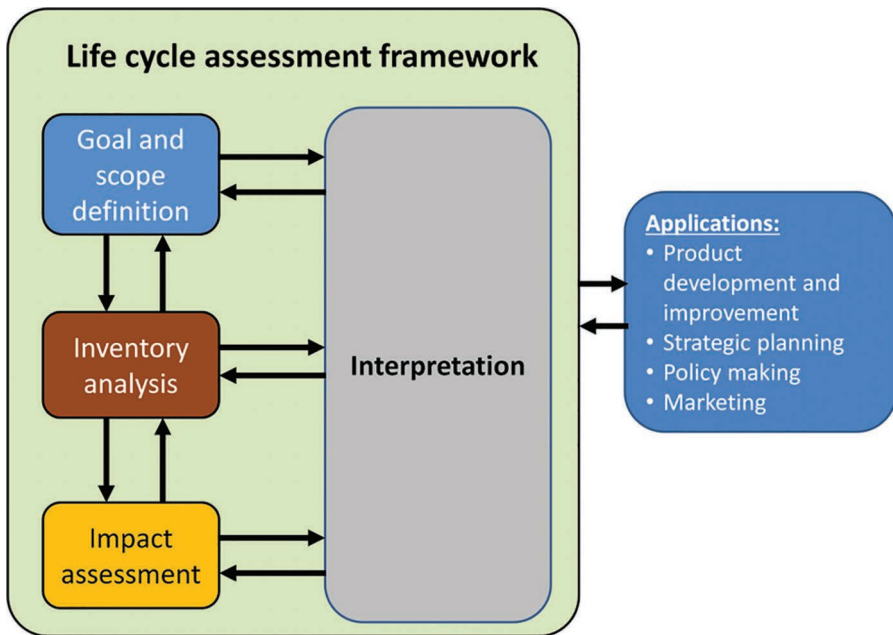 Life cycle assessment framework
Goal and
scope
definition
Inventory
analysis
Impact
assessment
Interpretation
Applications:
• Product
development and
improvement
• Strategic planning
• Policy making
• Marketing